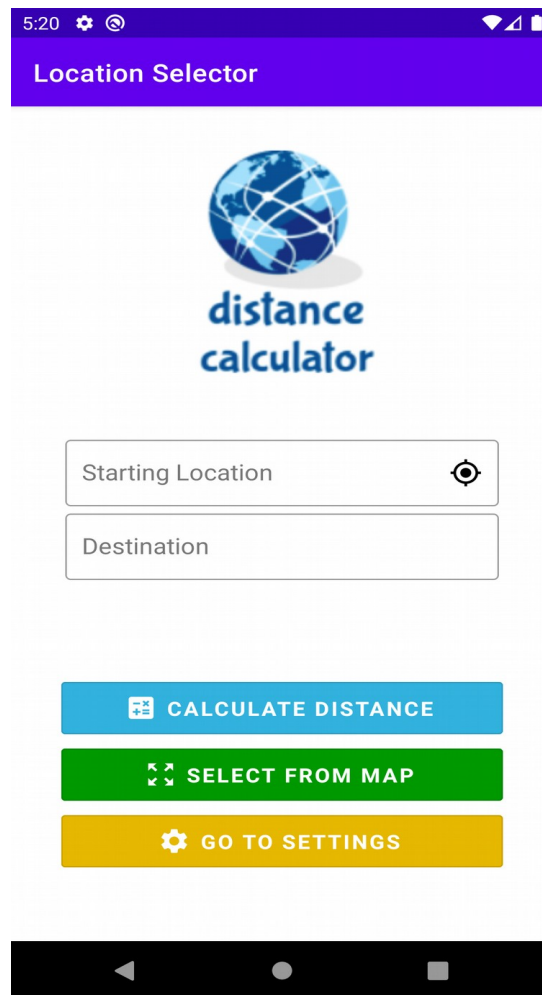 5:20
Location Selector
distance
calculator
Starting Location
Destination
CALCULATE DISTANCE
SELECT FROM MAP
GO TO SETTINGS